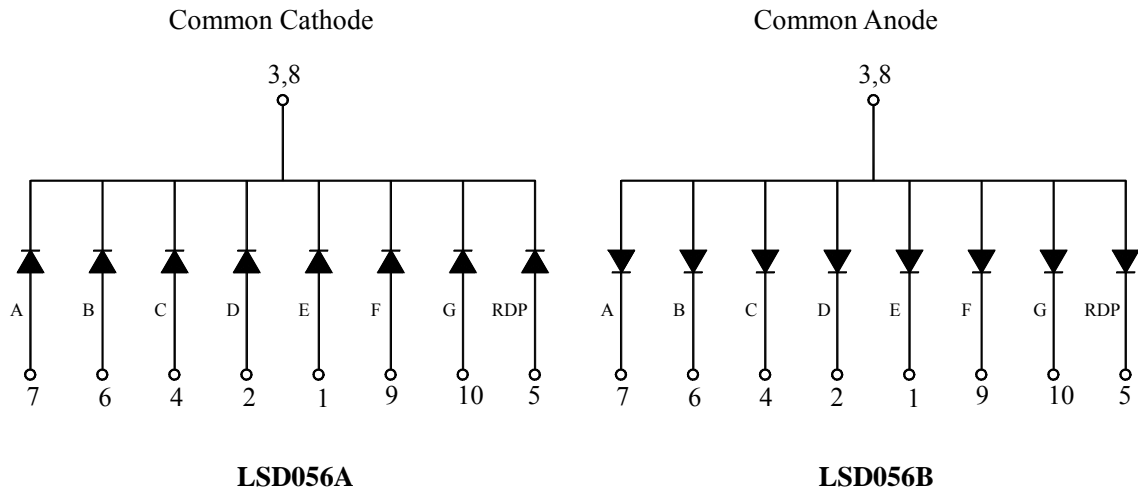 Common Cathode
Common Anode
3,8
3,8
A B C D E F G RDP
A B C D E F G RDP
7 6 4 2 1 9 10 5
7 6 4 2 1 9 10 5
LSD056A
LSD056B